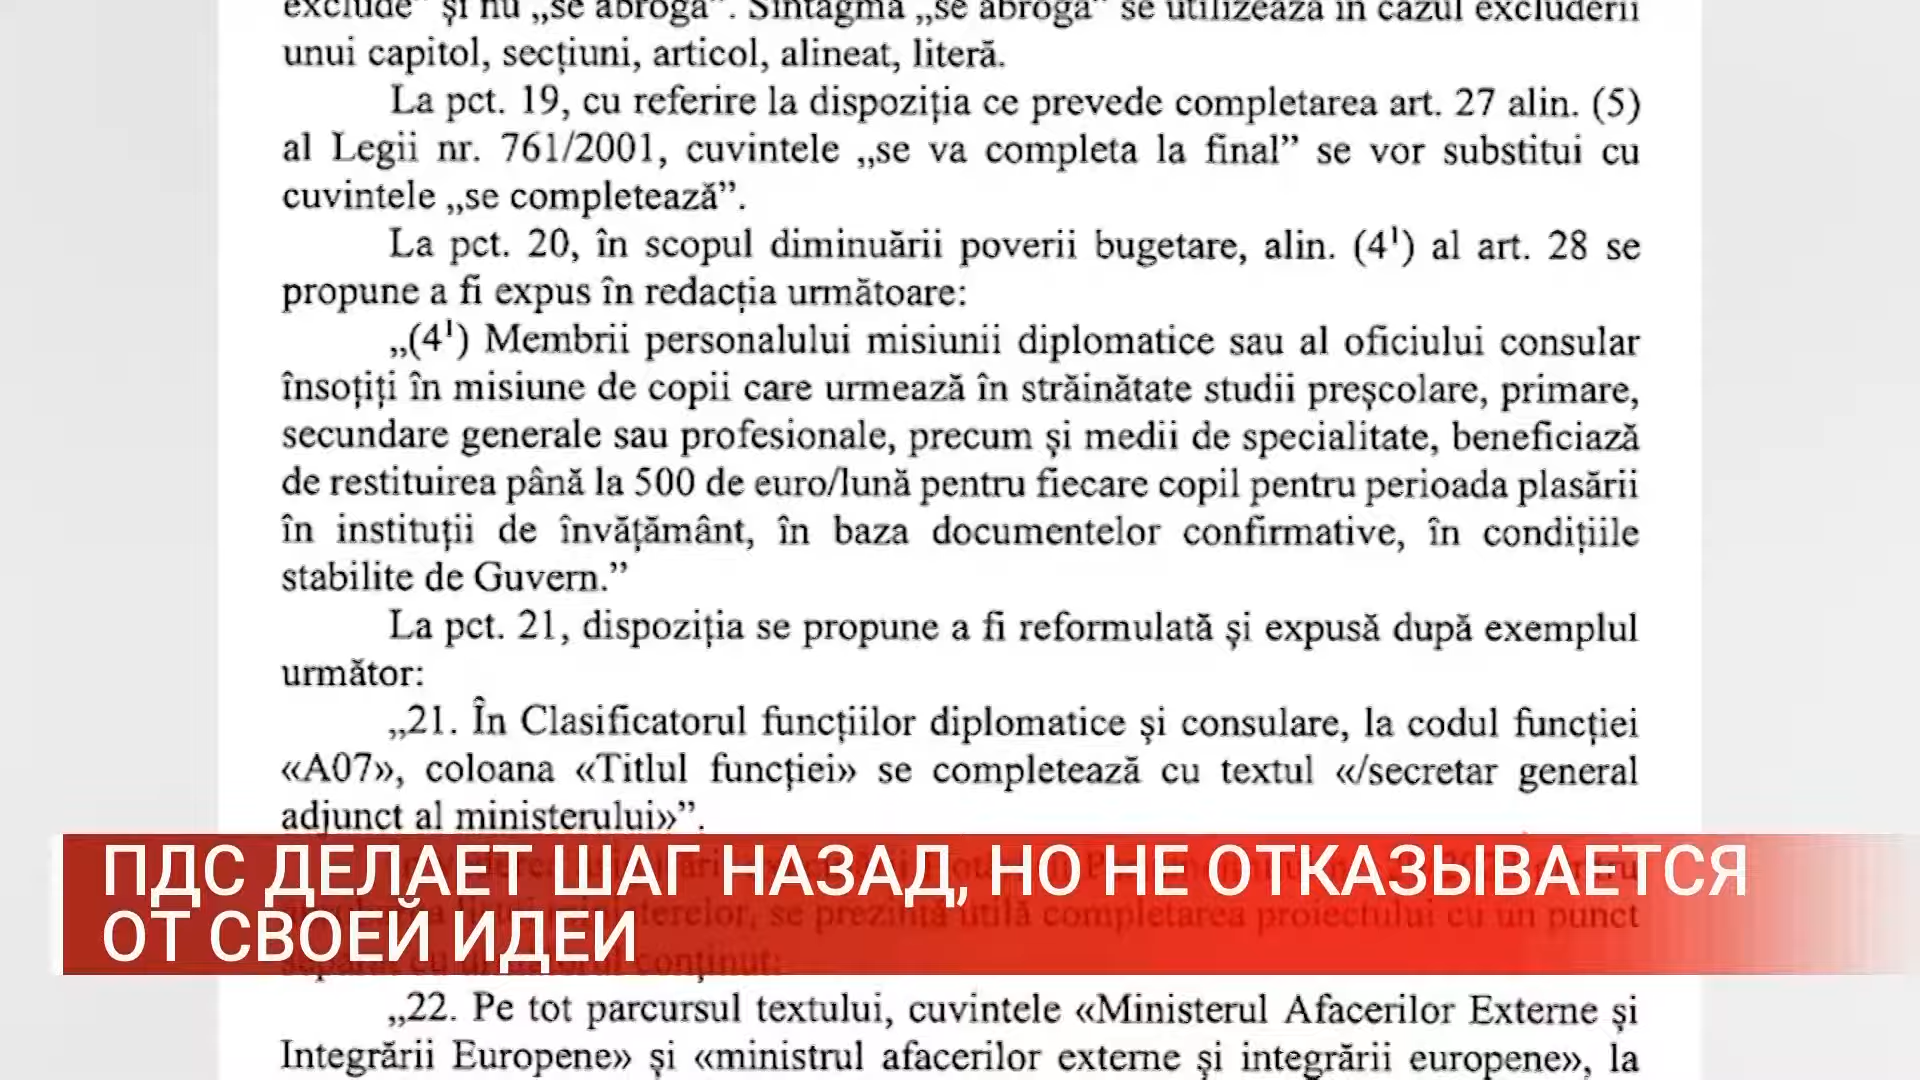 exclude” și nu „se abrogă”. Sintagma „se abrogă” se utilizează în cazul excluderii
unui capitol, secțiuni, articol, alineat, literă.
La pct. 19, cu referire la dispoziția ce prevede completarea art. 27 alin. (5)
al Legii nr. 761/2001, cuvintele „se va completa la final” se vor substitui cu
cuvintele „se completează”.
La pct. 20, în scopul diminuării poverii bugetare, alin. (4¹) al art. 28 se
propune a fi expus în redacția următoare:
„(4¹) Membrii personalului misiunii diplomatice sau al oficiului consular
însoțiți în misiune de copii care urmează în străinătate studii preșcolare, primare,
secundare generale sau profesionale, precum și medii de specialitate, beneficiază
de restituirea până la 500 de euro/lună pentru fiecare copil pentru perioada plasării
în instituții de învățământ, în baza documentelor confirmative, în condițiile
stabilite de Guvern.”
La pct. 21, dispoziția se propune a fi reformulată și expusă după exemplul
următor:
„21. În Clasificatorul funcțiilor diplomatice și consulare, la codul funcției
«A07», coloana «Titlul funcției» se completează cu textul «/secretar general
adjunct al ministerului»”.
ПДС ДЕЛАЕТ ШАГ НАЗАД, НО НЕ ОТКАЗЫВАЕТСЯ
ОТ СВОЕЙ ИДЕИ
se prezintă utilă completarea proiectului cu un punct
conținut:
„22. Pe tot parcursul textului, cuvintele «Ministerul Afacerilor Externe și
Integrării Europene» și «ministrul afacerilor externe și integrării europene», la